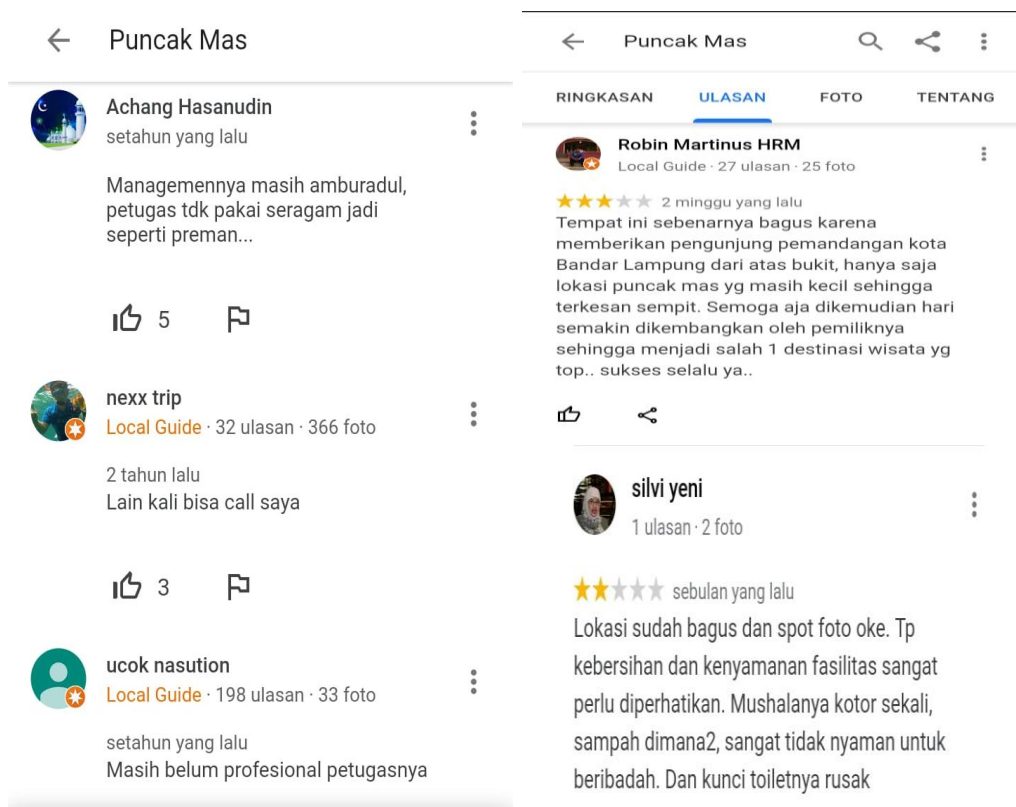 Puncak Mas
Achang Hasanudin
setahun yang lalu
Managemennya masih amburadul,
petugas tdk pakai seragam jadi
seperti preman...
5
nexx trip
Local Guide · 32 ulasan · 366 foto
2 tahun lalu
Lain kali bisa call saya
3
ucok nasution
Local Guide · 198 ulasan · 33 foto
setahun yang lalu
Masih belum profesional petugasnya
Puncak Mas
RINGKASAN ULASAN FOTO TENTANG
Robin Martinus HRM
Local Guide · 27 ulasan · 25 foto
2 minggu yang lalu
Tempat ini sebenarnya bagus karena
memberikan pengunjung pemandangan kota
Bandar Lampung dari atas bukit, hanya saja
lokasi puncak mas yg masih kecil sehingga
terkesan sempit. Semoga aja dikemudian hari
semakin dikembangkan oleh pemiliknya
sehingga menjadi salah 1 destinasi wisata yg
top.. sukses selalu ya..
silvi yeni
1 ulasan · 2 foto
sebulan yang lalu
Lokasi sudah bagus dan spot foto oke. Tp
kebersihan dan kenyamanan fasilitas sangat
perlu diperhatikan. Mushalanya kotor sekali,
sampah dimana2, sangat tidak nyaman untuk
beribadah. Dan kunci toiletnya rusak